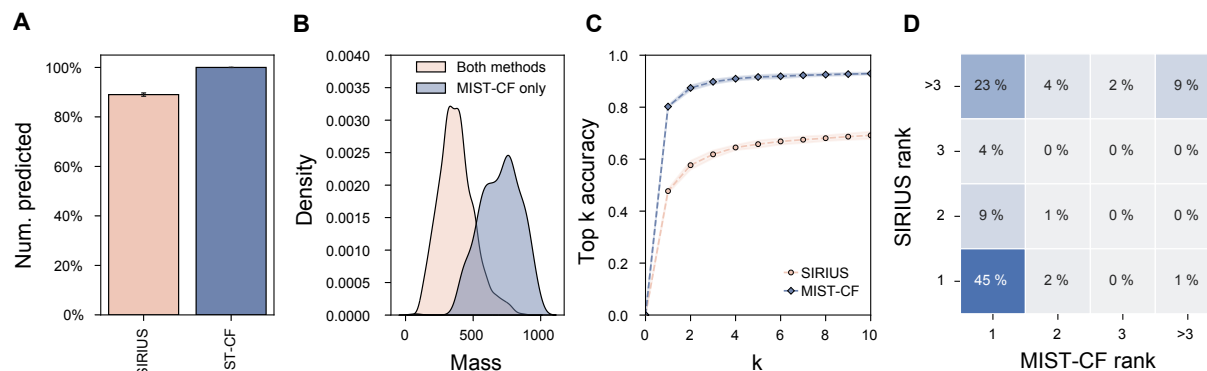 A
Num. predicted
100%
80%
60%
40%
20%
0%
SIRIUS
ST-CF
B
Density
0.0040
0.0035
0.0030
0.0025
0.0020
0.0015
0.0010
0.0005
0.0000
Both methods
MIST-CF only
0 500 1000
Mass
C
Top k accuracy
1.0
0.8
0.6
0.4
0.2
0.0
SIRIUS
MIST-CF
0 2 4 6 8 10
k
D
SIRIUS rank
>3 23 % 4 % 2 % 9 %
3 4 % 0 % 0 % 0 %
2 9 % 1 % 0 % 0 %
1 45 % 2 % 0 % 1 %
1 2 3 >3
MIST-CF rank